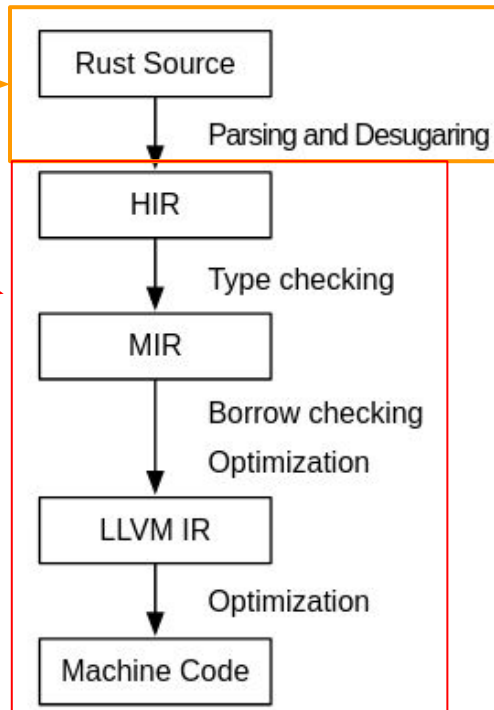 Rust Source
Parsing and Desugaring
HIR
Type checking
MIR
Borrow checking
Optimization
LLVM IR
Optimization
Machine Code